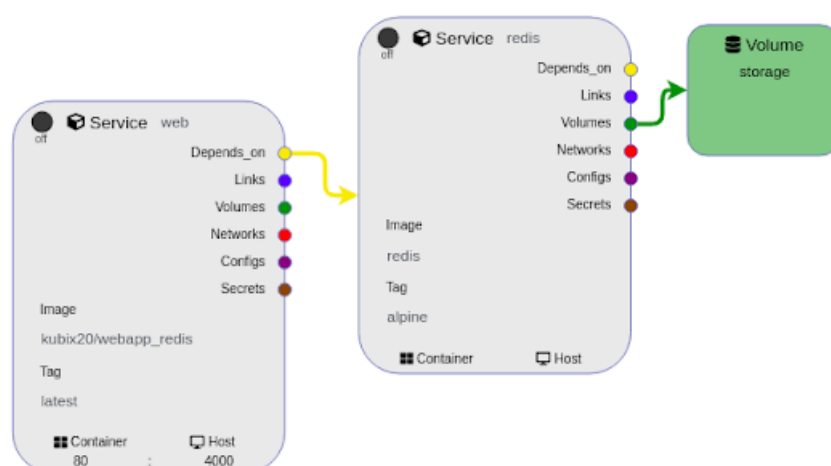 Service web
off
Depends_on
Links
Volumes
Networks
Configs
Secrets
Image
kubix20/webapp_redis
Tag
latest
Container Host
80 : 4000
Service redis
off
Depends_on
Links
Volumes
Networks
Configs
Secrets
Image
redis
Tag
alpine
Container Host
Volume
storage